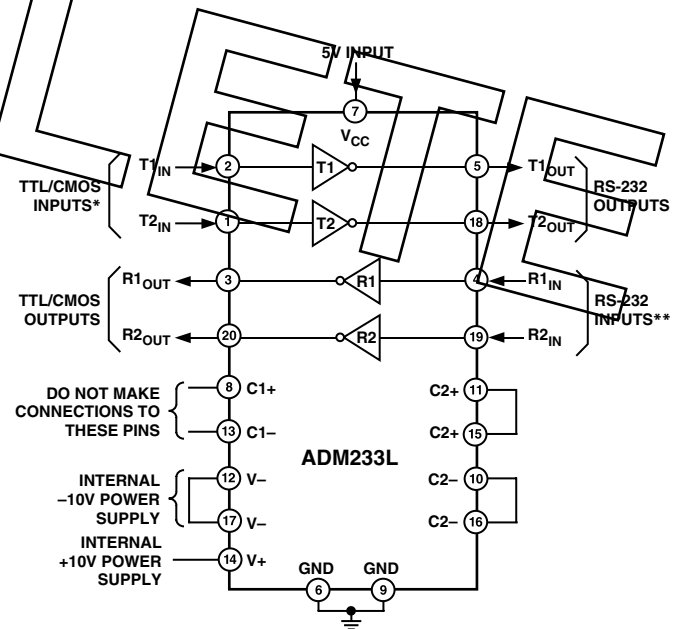 5V INPUT
7
VCC
TTL/CMOS
INPUTS*
T1IN
2
T1
5
T1OUT
T2IN
1
T2
18
T2OUT
RS-232
OUTPUTS
TTL/CMOS
OUTPUTS
R1OUT
3
R1
4
R1IN
R2OUT
20
R2
19
R2IN
RS-232
INPUTS**
DO NOT MAKE
CONNECTIONS TO
THESE PINS
8 C1+
13 C1–
C2+ 11
C2+ 15
ADM233L
INTERNAL
–10V POWER
SUPPLY
12 V–
17 V–
C2– 10
C2– 16
INTERNAL
+10V POWER
SUPPLY
14 V+
GND GND
6 9